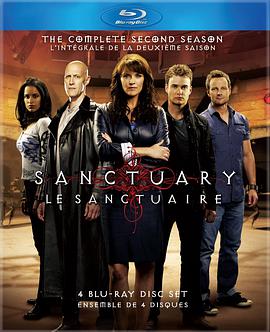 Blu-ray Disc
THE COMPLETE SECOND SEASON
L'INTÉGRALE DE LA DEUXIÈME SAISON
SANCTUARY
LE SANCTUAIRE
4 BLU-RAY DISC SET
ENSEMBLE DE 4 DISQUES